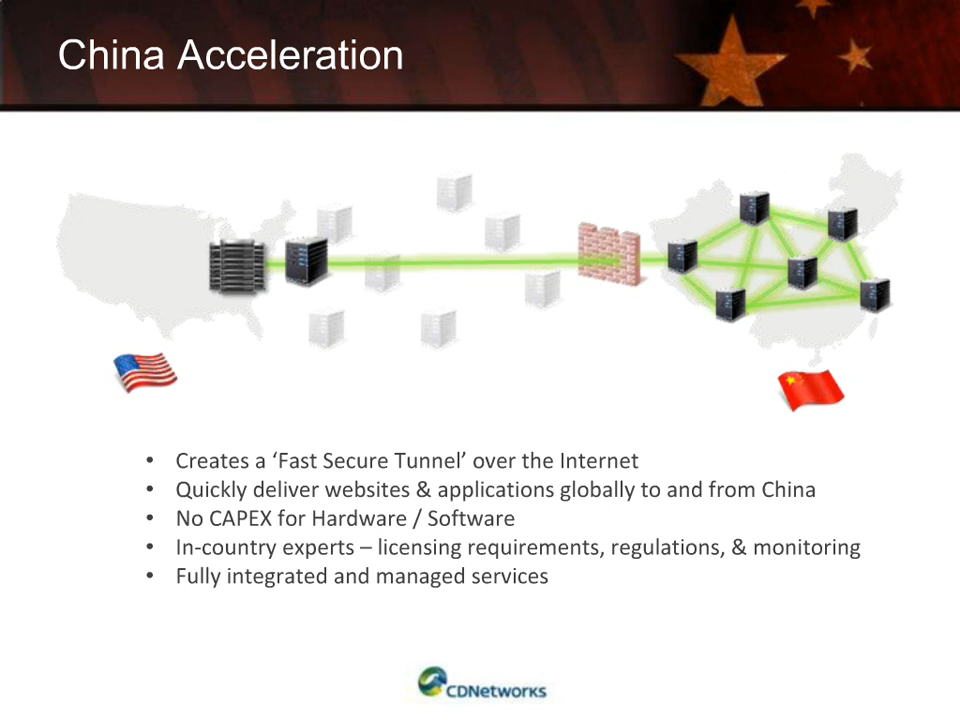 China Acceleration
• Creates a ‘Fast Secure Tunnel’ over the Internet
• Quickly deliver websites & applications globally to and from China
• No CAPEX for Hardware / Software
• In-country experts – licensing requirements, regulations, & monitoring
• Fully integrated and managed services
CDNetworks